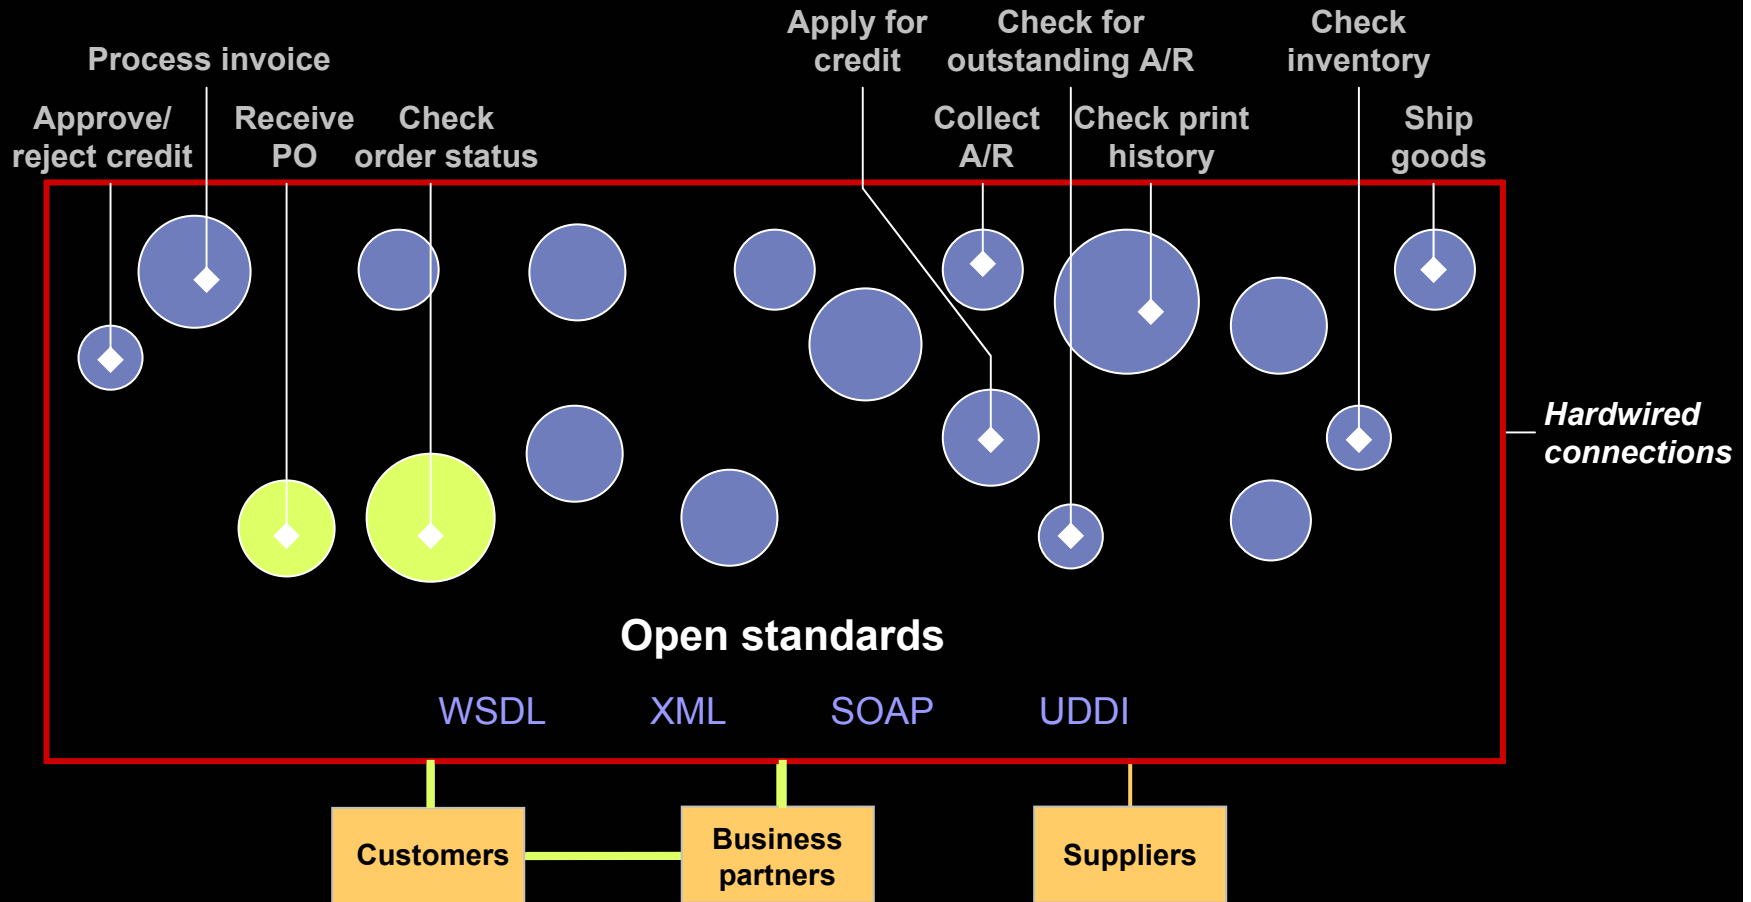 Process invoice
Apply for
credit
Check for
outstanding A/R
Check
inventory
Approve/
reject credit
Receive
PO
Check
order status
Collect
A/R
Check print
history
Ship
goods
Hardwired
connections
Open standards
WSDL
XML
SOAP
UDDI
Customers
Business
partners
Suppliers